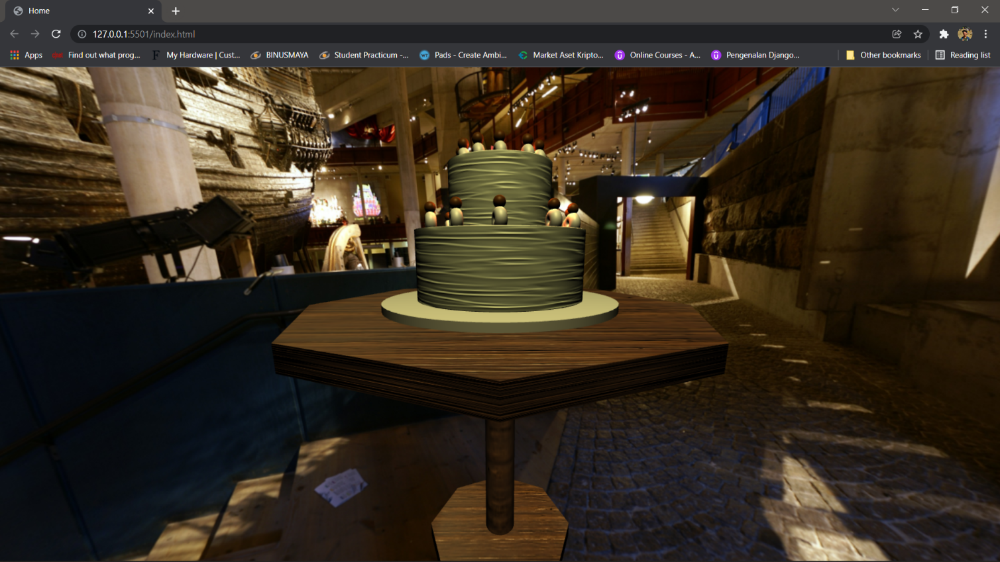 Home
127.0.0.1:5501/index.html
Apps Find out what prog... My Hardware | Cust... BINUSMAYA Student Practicum -... Pads - Create Ambi... Market Aset Kripto... Online Courses - A... Pengenalan Django... Other bookmarks Reading list